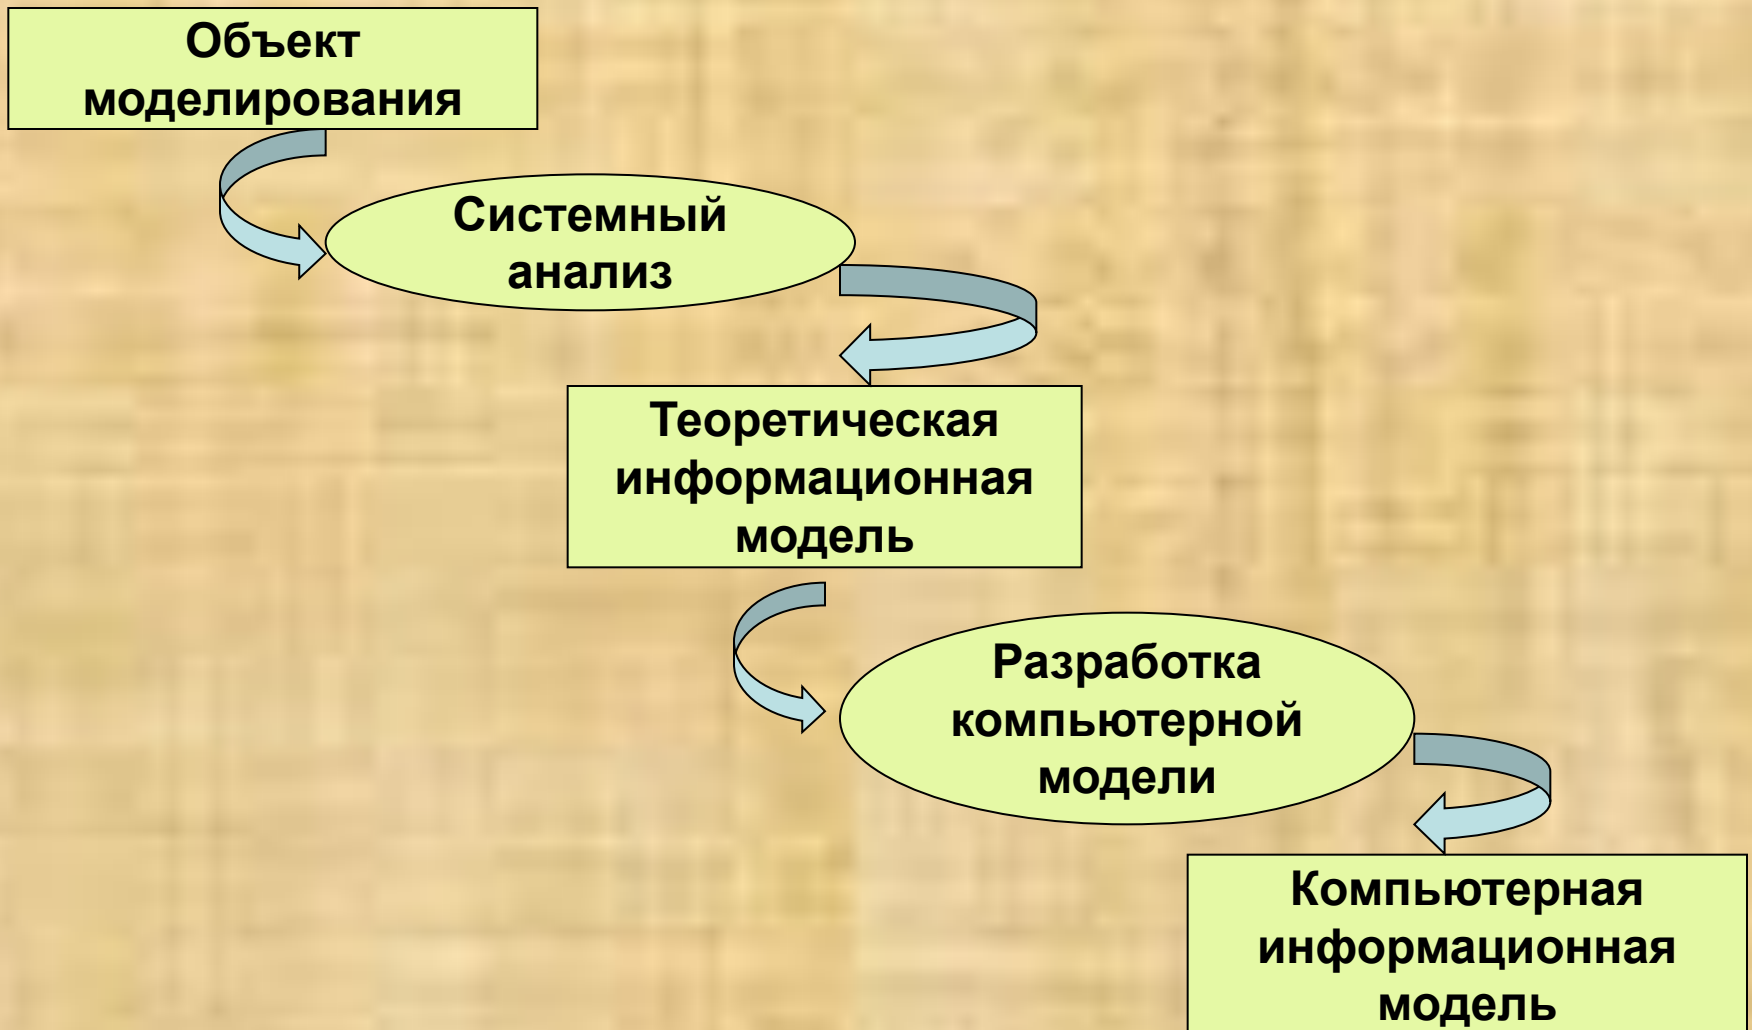 Объект
моделирования
Системный
анализ
Теоретическая
информационная
модель
Разработка
компьютерной
модели
Компьютерная
информационная
модель